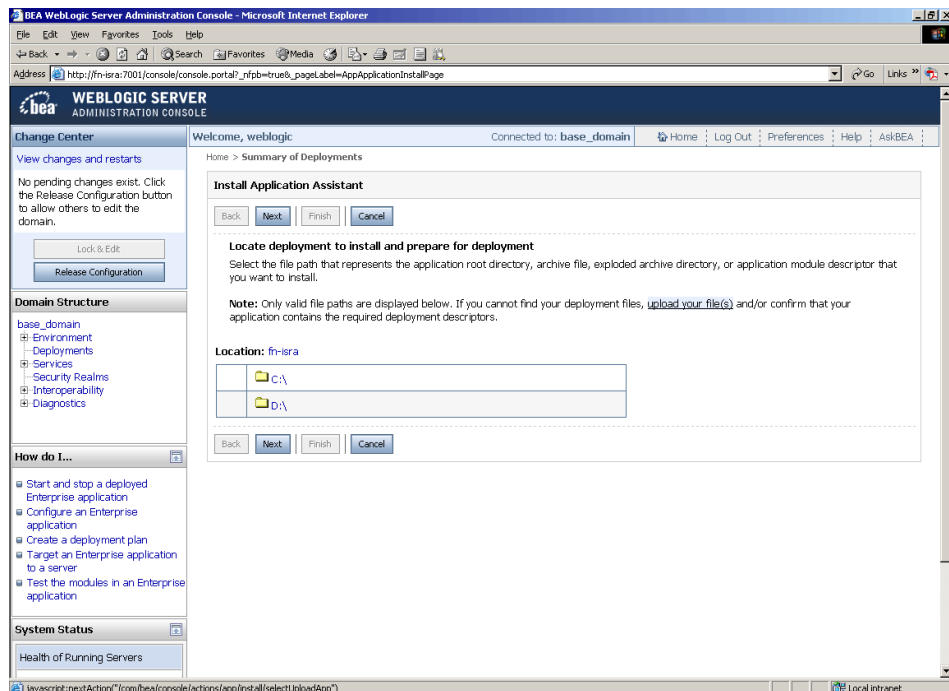 BEA WebLogic Server Administration Console - Microsoft Internet Explorer
File Edit View Favorites Tools Help
Back Search Favorites Media
Address http://fn-isra:7001/console/console.portal?_nfpb=true&_pageLabel=AppApplicationInstallPage Go Links »
bea WEBLOGIC SERVER
ADMINISTRATION CONSOLE
Change Center
View changes and restarts
No pending changes exist. Click
the Release Configuration button
to allow others to edit the
domain.
Lock & Edit
Release Configuration
Domain Structure
base_domain
Environment
Deployments
Services
Security Realms
Interoperability
Diagnostics
How do I...
Start and stop a deployed
Enterprise application
Configure an Enterprise
application
Create a deployment plan
Target an Enterprise application
to a server
Test the modules in an Enterprise
application
System Status
Health of Running Servers
Welcome, weblogic Connected to: base_domain Home Log Out Preferences Help AskBEA
Home > Summary of Deployments
Install Application Assistant
Back Next Finish Cancel
Locate deployment to install and prepare for deployment
Select the file path that represents the application root directory, archive file, exploded archive directory, or application module descriptor that
you want to install.
Note: Only valid file paths are displayed below. If you cannot find your deployment files, upload your file(s) and/or confirm that your
application contains the required deployment descriptors.
Location: fn-isra
C:\
D:\
Back Next Finish Cancel
javascript:nextAction("/com/bea/console/actions/app/install/selectUploadApp") Local intranet